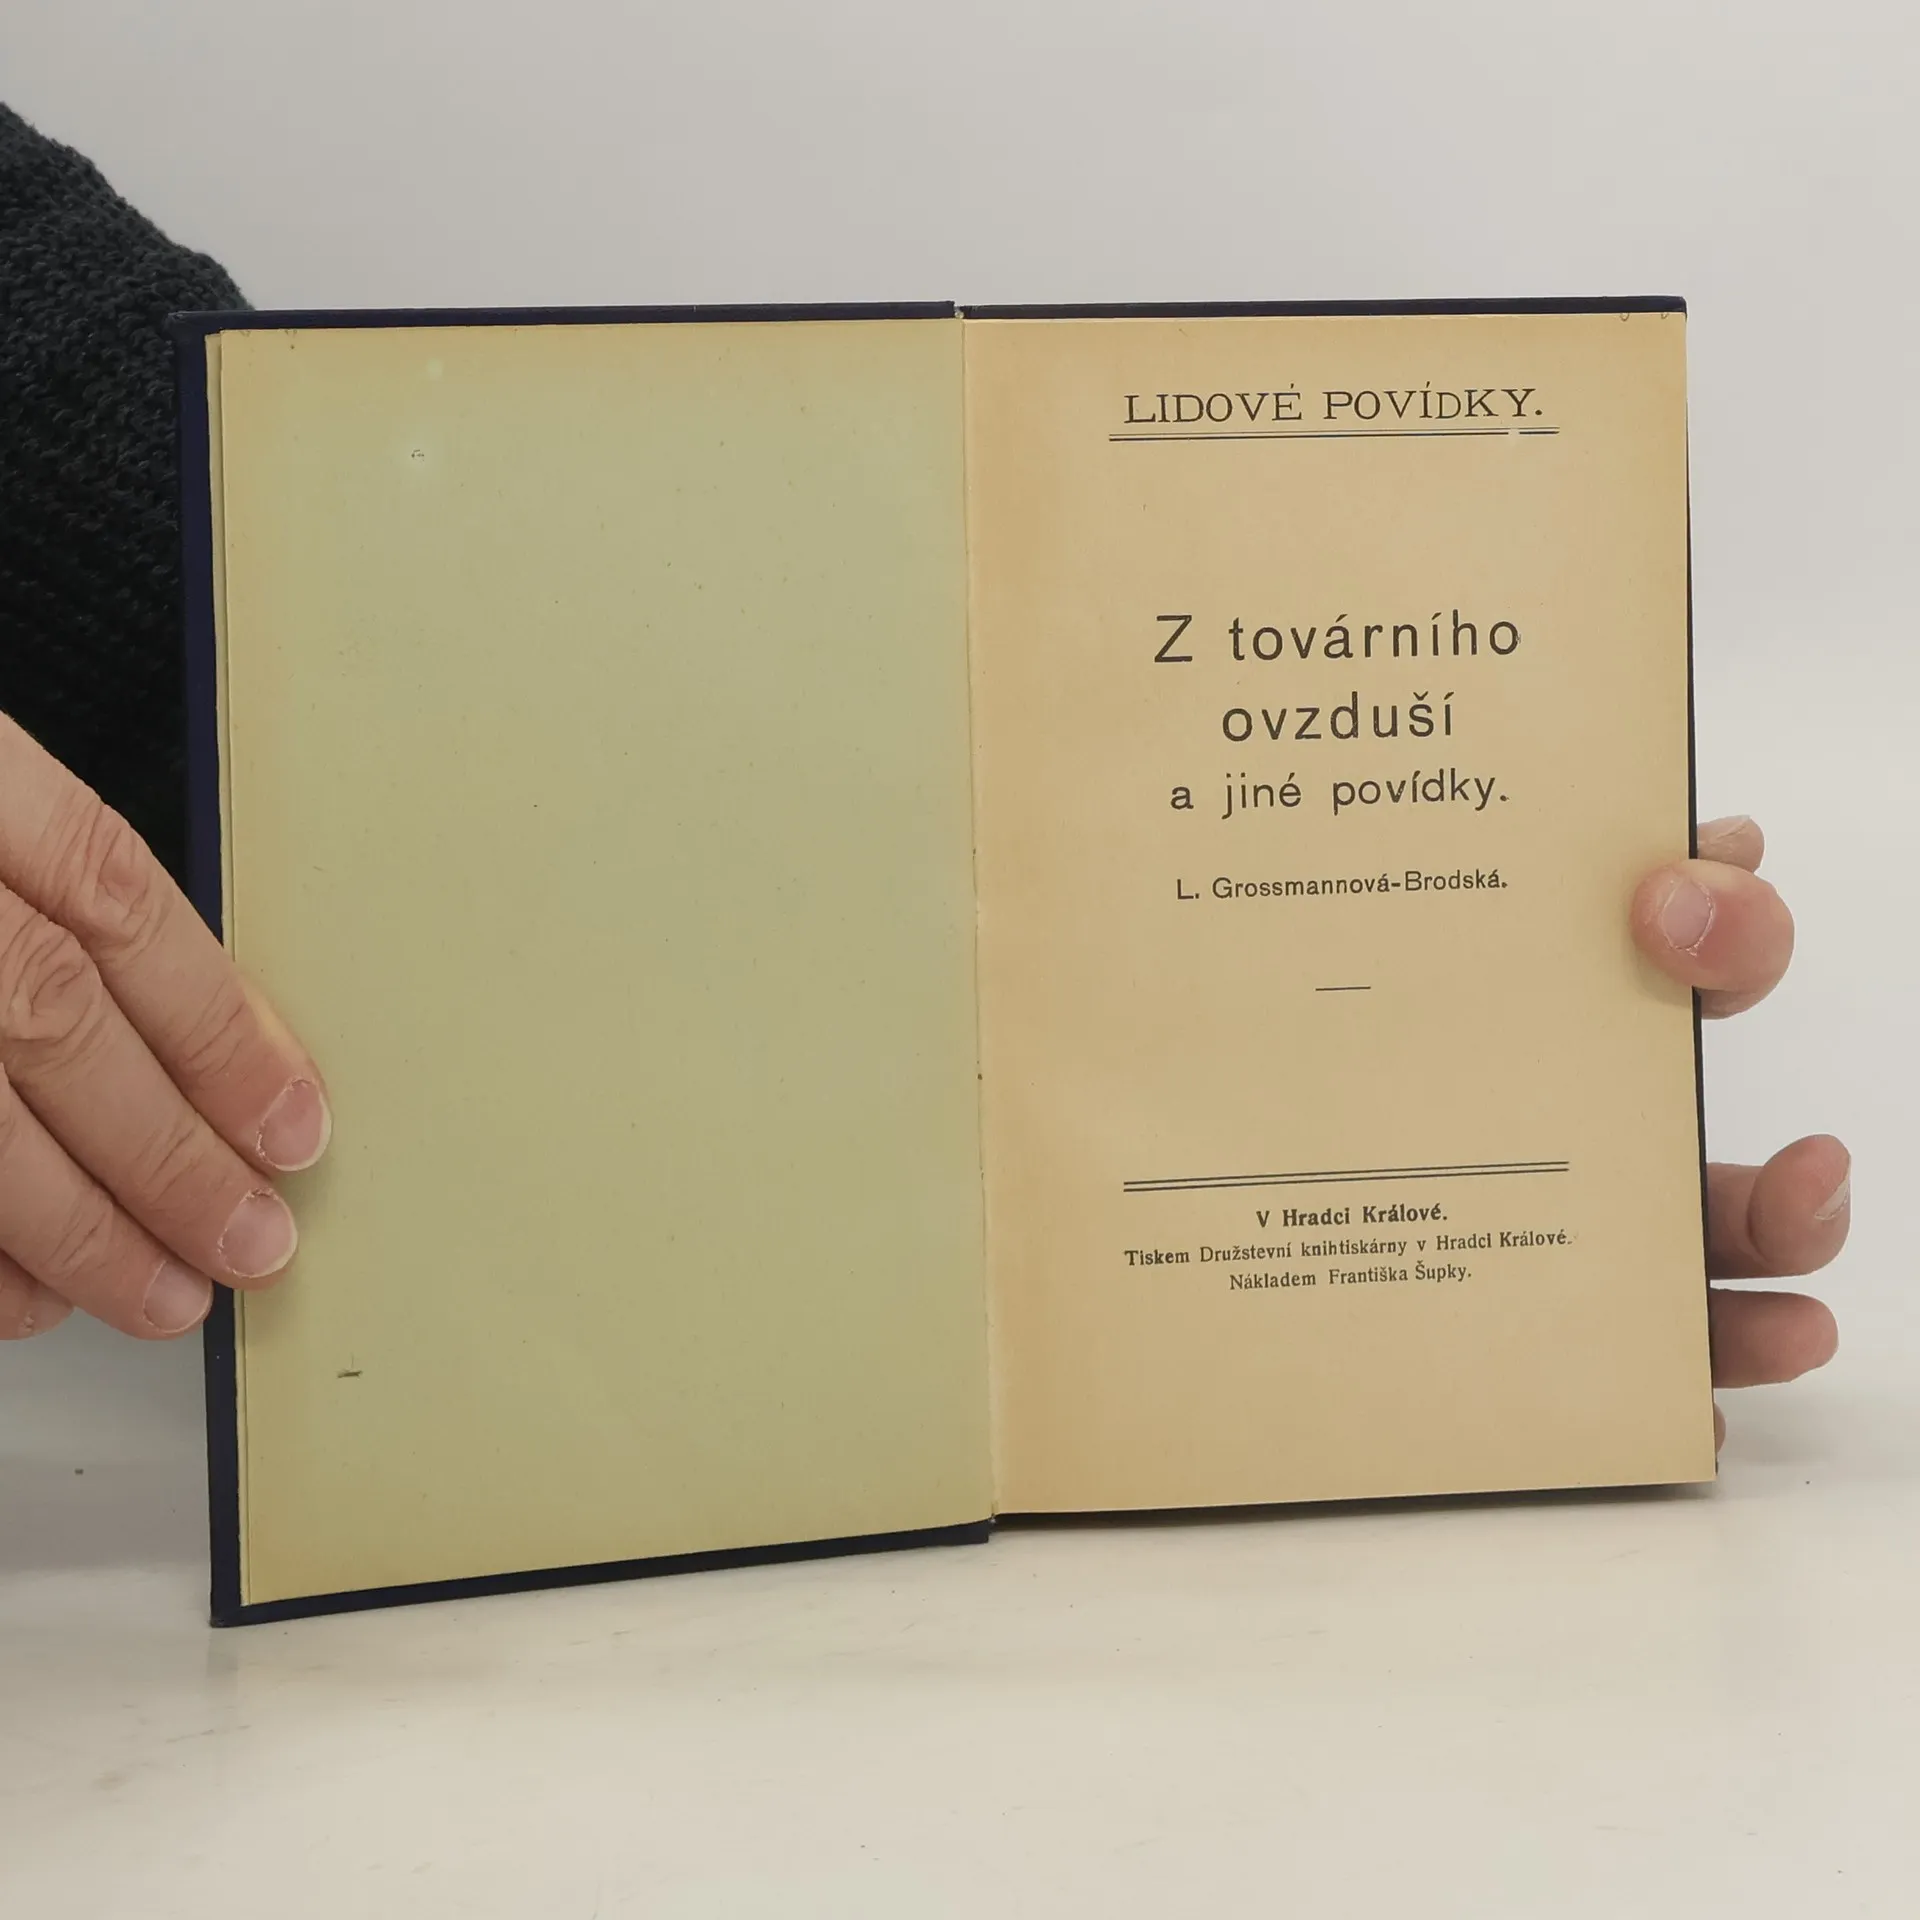 LIDOVÉ POVÍDKY.
Z továrního
ovzduší
a jiné povídky.
L. Grossmannová-Brodská.
V Hradci Králové.
Tiskem Družstevní knihtiskárny v Hradci Králové.
Nákladem Františka Šupky.